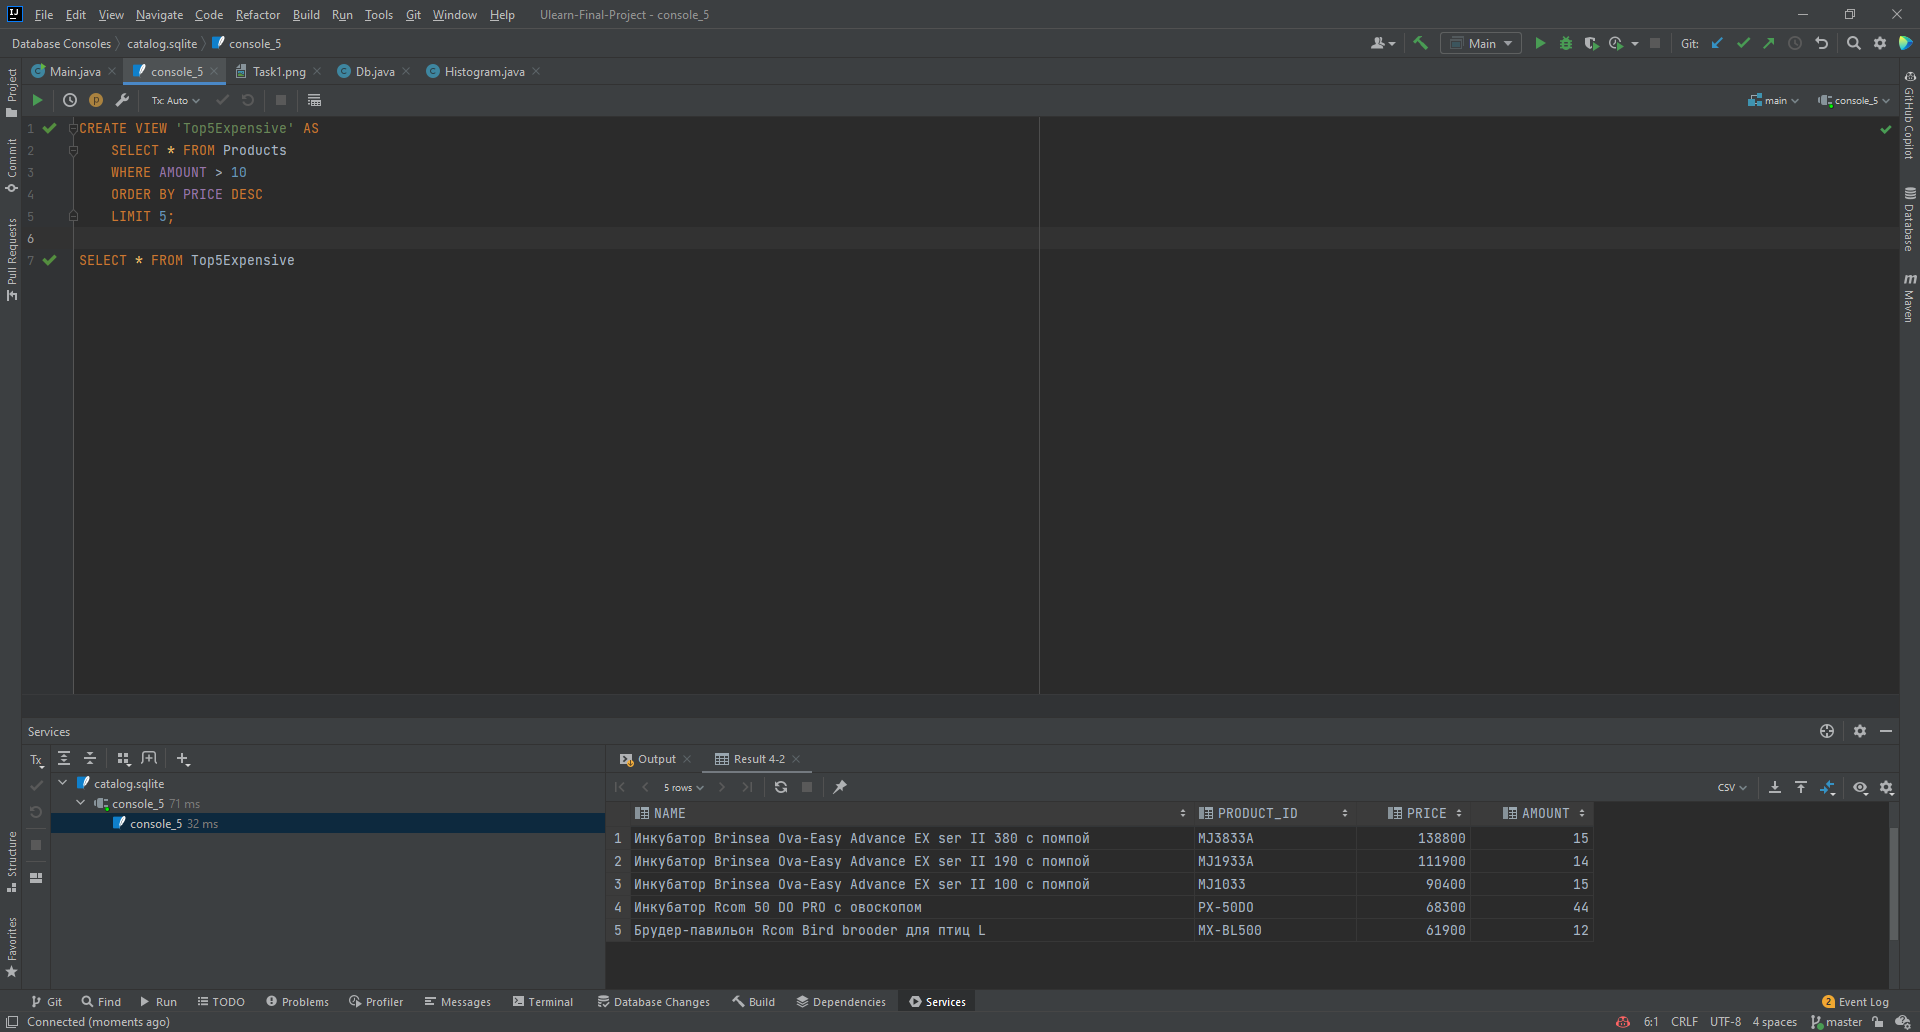 File Edit View Navigate Code Refactor Build Run Tools Git Window Help Ulearn-Final-Project - console_5
Database Consoles catalog.sqlite console_5 Main Git:
Main.java console_5 Task1.png Db.java Histogram.java
Tx: Auto main console_5
1 CREATE VIEW 'Top5Expensive' AS
2 SELECT * FROM Products
3 WHERE AMOUNT > 10
4 ORDER BY PRICE DESC
5 LIMIT 5;
6
7 SELECT * FROM Top5Expensive
Project
Commit
Pull Requests
Structure
Favorites
GitHub Copilot
Database
Maven
Services
Tx
catalog.sqlite
console_5 71 ms
console_5 32 ms
Output Result 4-2
5 rows CSV
NAME PRODUCT_ID PRICE AMOUNT
1 Инкубатор Brinsea Ova-Easy Advance EX ser II 380 с помпой MJ3833A 138800 15
2 Инкубатор Brinsea Ova-Easy Advance EX ser II 190 с помпой MJ1933A 111900 14
3 Инкубатор Brinsea Ova-Easy Advance EX ser II 100 с помпой MJ1033 90400 15
4 Инкубатор Rcom 50 DO PRO с овоскопом PX-50DO 68300 44
5 Брудер-павильон Rcom Bird brooder для птиц L MX-BL500 61900 12
Git Find Run TODO Problems Profiler Messages Terminal Database Changes Build Dependencies Services 2 Event Log
Connected (moments ago) 6:1 CRLF UTF-8 4 spaces master